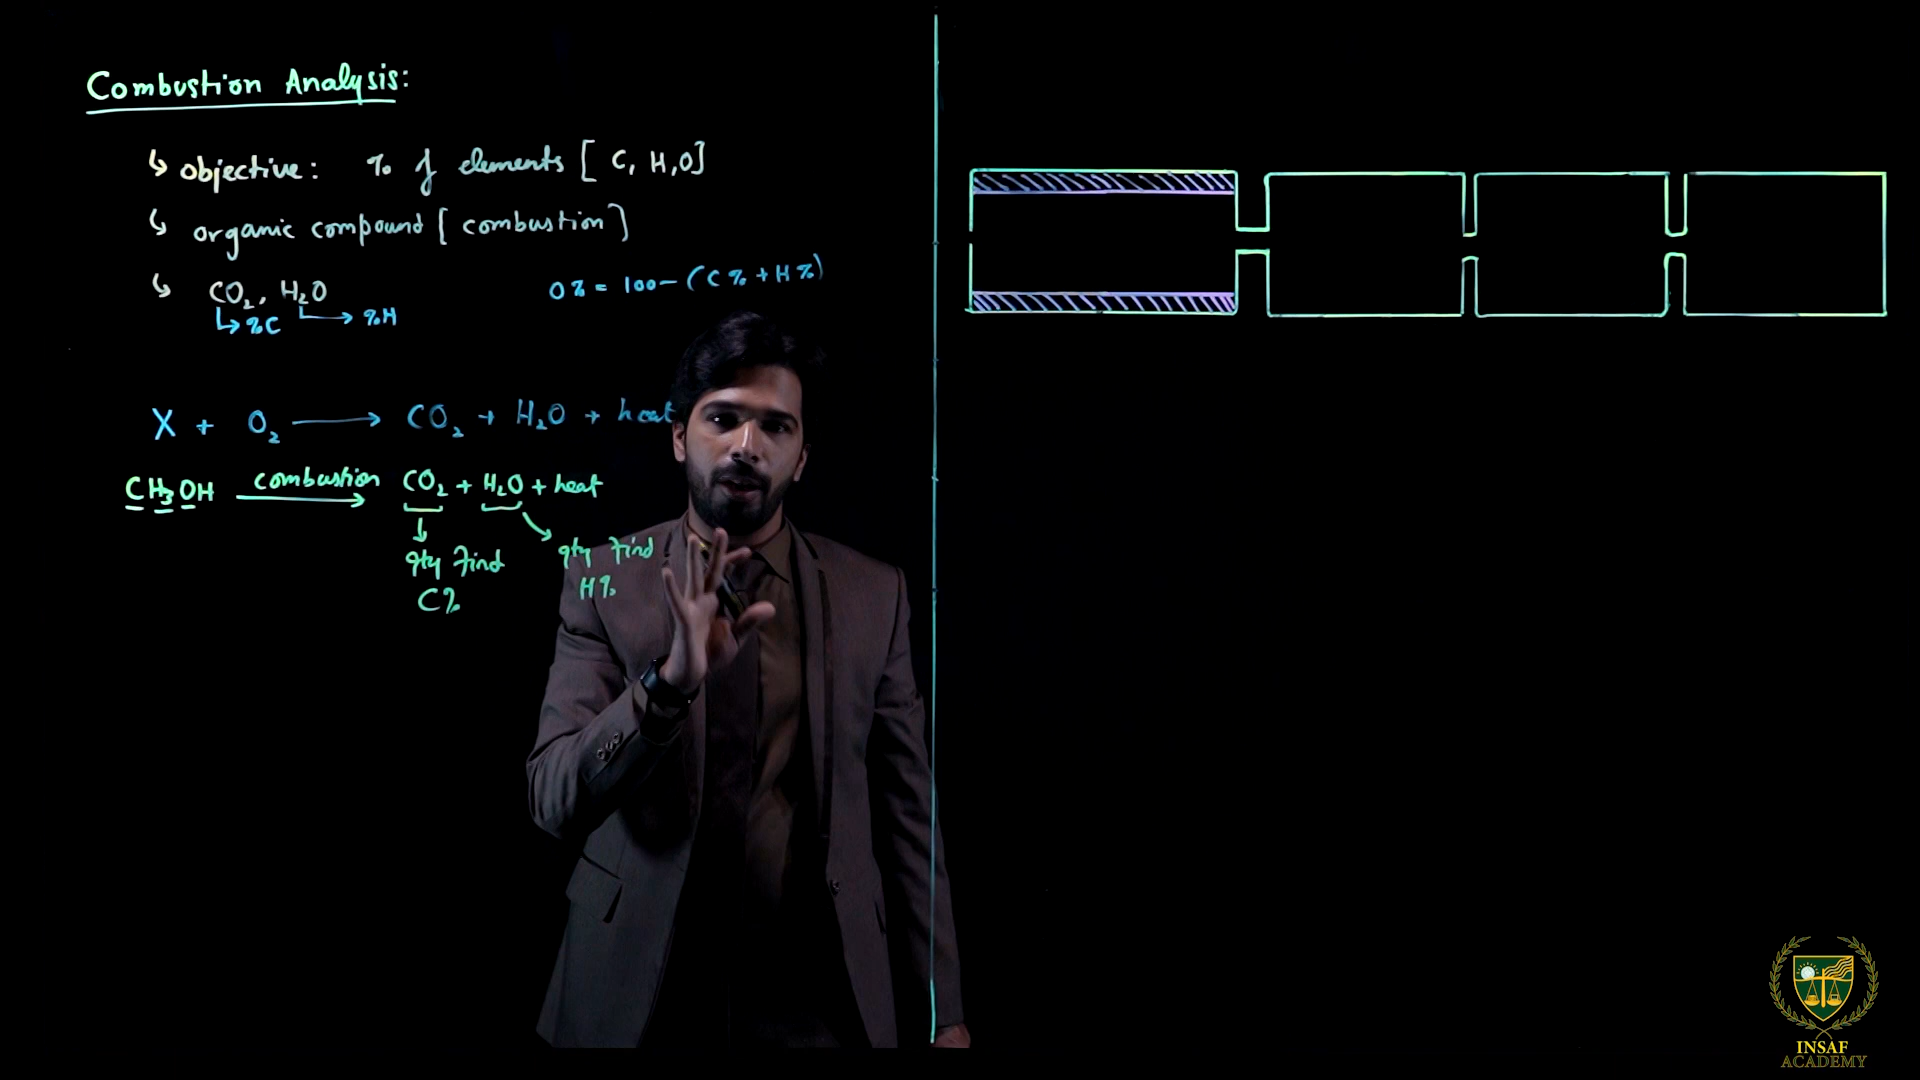 Combustion Analysis:
↳ objective: % of elements [ C, H, O]
↳ organic compound [ combustion ]
↳ CO₂, H₂O
↳ %C
↳ %H
O% = 100 - (C% + H%)
X + O₂ → CO₂ + H₂O + heat
CH₃OH combustion → CO₂ + H₂O + heat
qty find
C%
qty find
H%
INSAF
ACADEMY